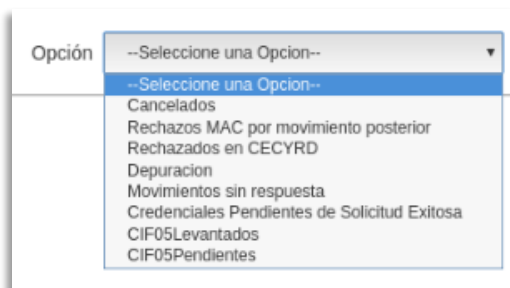 Opción --Seleccione una Opcion--
--Seleccione una Opcion--
Cancelados
Rechazos MAC por movimiento posterior
Rechazados en CECYRD
Depuracion
Movimientos sin respuesta
Credenciales Pendientes de Solicitud Exitosa
CIF05Levantados
CIF05Pendientes